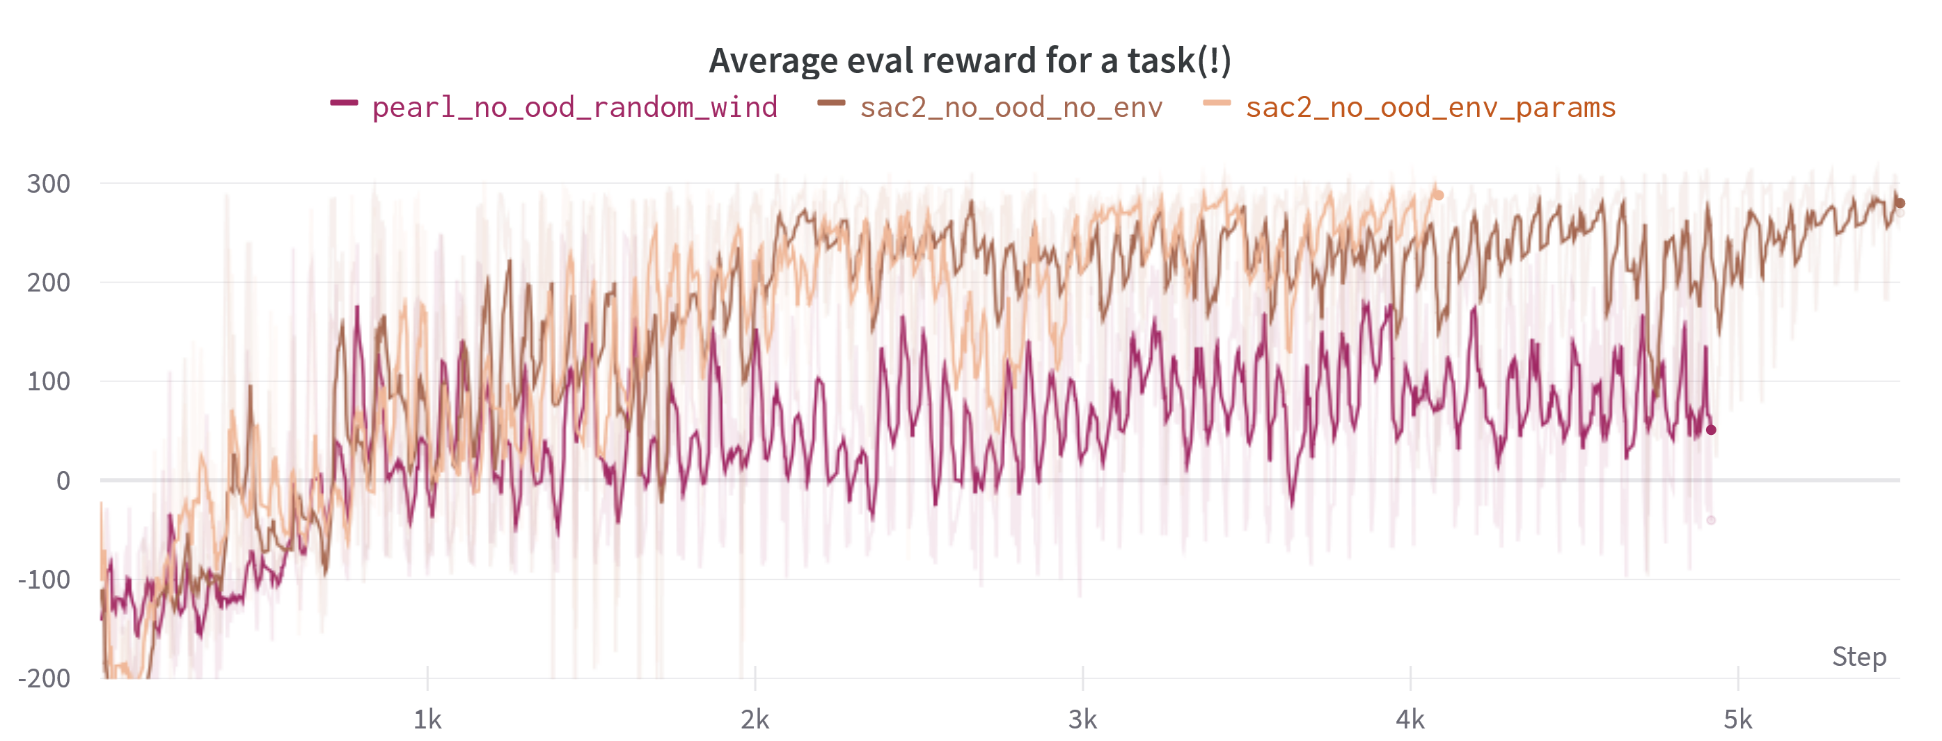 Average eval reward for a task(!)
pearl_no_ood_random_wind sac2_no_ood_no_env sac2_no_ood_env_params
300
200
100
0
-100
-200
Step
1k 2k 3k 4k 5k